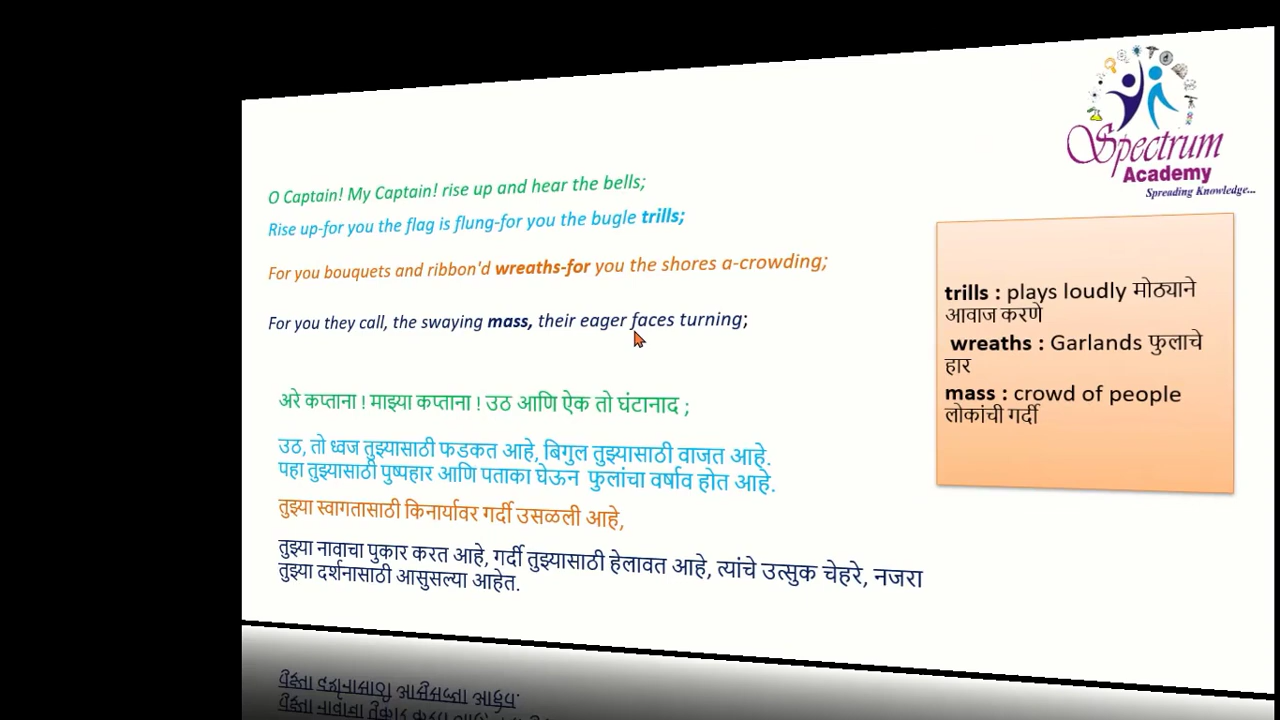 Spectrum
Academy
Spreading Knowledge...
O Captain! My Captain! rise up and hear the bells;
Rise up-for you the flag is flung-for you the bugle trills;
For you bouquets and ribbon'd wreaths-for you the shores a-crowding;
For you they call, the swaying mass, their eager faces turning;
trills : plays loudly मोठ्याने
आवाज करणे
wreaths : Garlands फुलाचे
हार
mass : crowd of people
लोकांची गर्दी
अरे कप्ताना ! माझ्या कप्ताना ! उठ आणि ऐक तो घंटानाद ;
उठ, तो ध्वज तुझ्यासाठी फडकत आहे, बिगुल तुझ्यासाठी वाजत आहे.
पहा तुझ्यासाठी पुष्पहार आणि पताका घेऊन फुलांचा वर्षाव होत आहे.
तुझ्या स्वागतासाठी किनार्यावर गर्दी उसळली आहे,
तुझ्या नावाचा पुकार करत आहे, गर्दी तुझ्यासाठी हेलावत आहे, त्यांचे उत्सुक चेहरे, नजरा
तुझ्या दर्शनासाठी आसुसल्या आहेत.